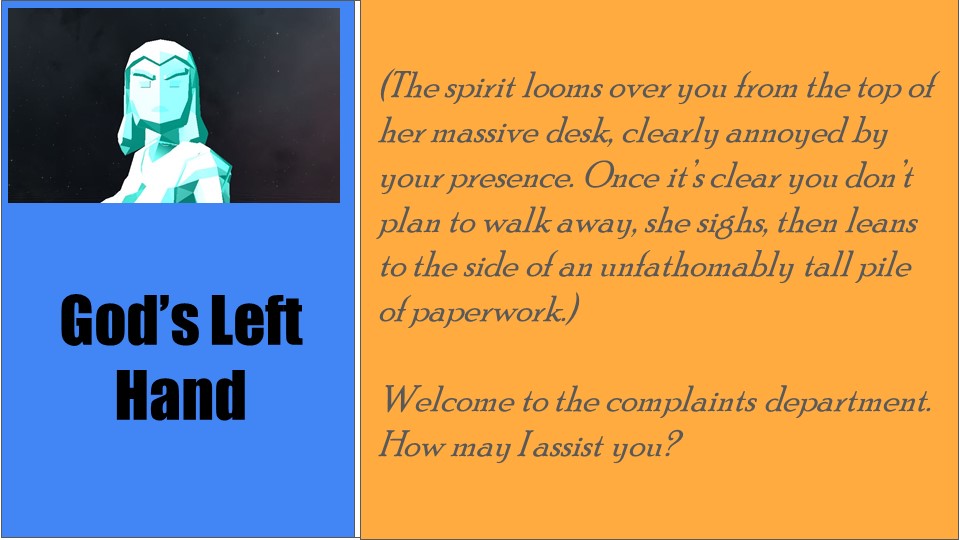 God’s Left
Hand
(The spirit looms over you from the top of
her massive desk, clearly annoyed by
your presence. Once it’s clear you don’t
plan to walk away, she sighs, then leans
to the side of an unfathomably tall pile
of paperwork.)
Welcome to the complaints department.
How may I assist you?